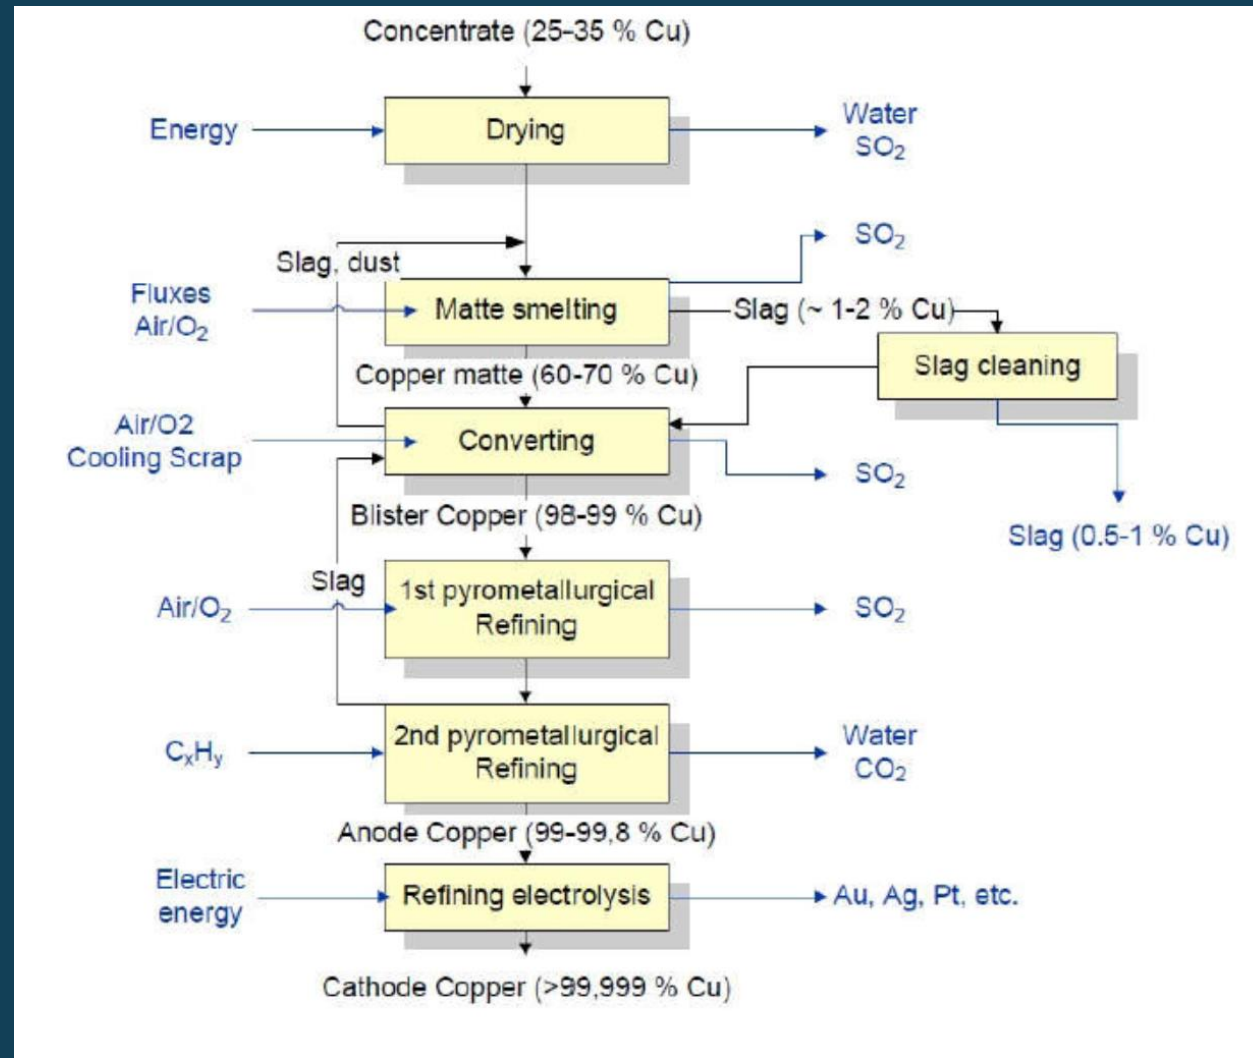 Concentrate (25-35 % Cu)
Energy
Drying
Water
SO₂
SO₂
Slag, dust
Fluxes
Air/O₂
Matte smelting
Slag (~ 1-2 % Cu)
Slag cleaning
Copper matte (60-70 % Cu)
Air/O2
Cooling Scrap
Converting
SO₂
Blister Copper (98-99 % Cu)
Slag (0.5-1 % Cu)
Slag
Air/O₂
1st pyrometallurgical
Refining
SO₂
CₓHᵧ
2nd pyrometallurgical
Refining
Water
CO₂
Anode Copper (99-99,8 % Cu)
Electric
energy
Refining electrolysis
Au, Ag, Pt, etc.
Cathode Copper (>99,999 % Cu)